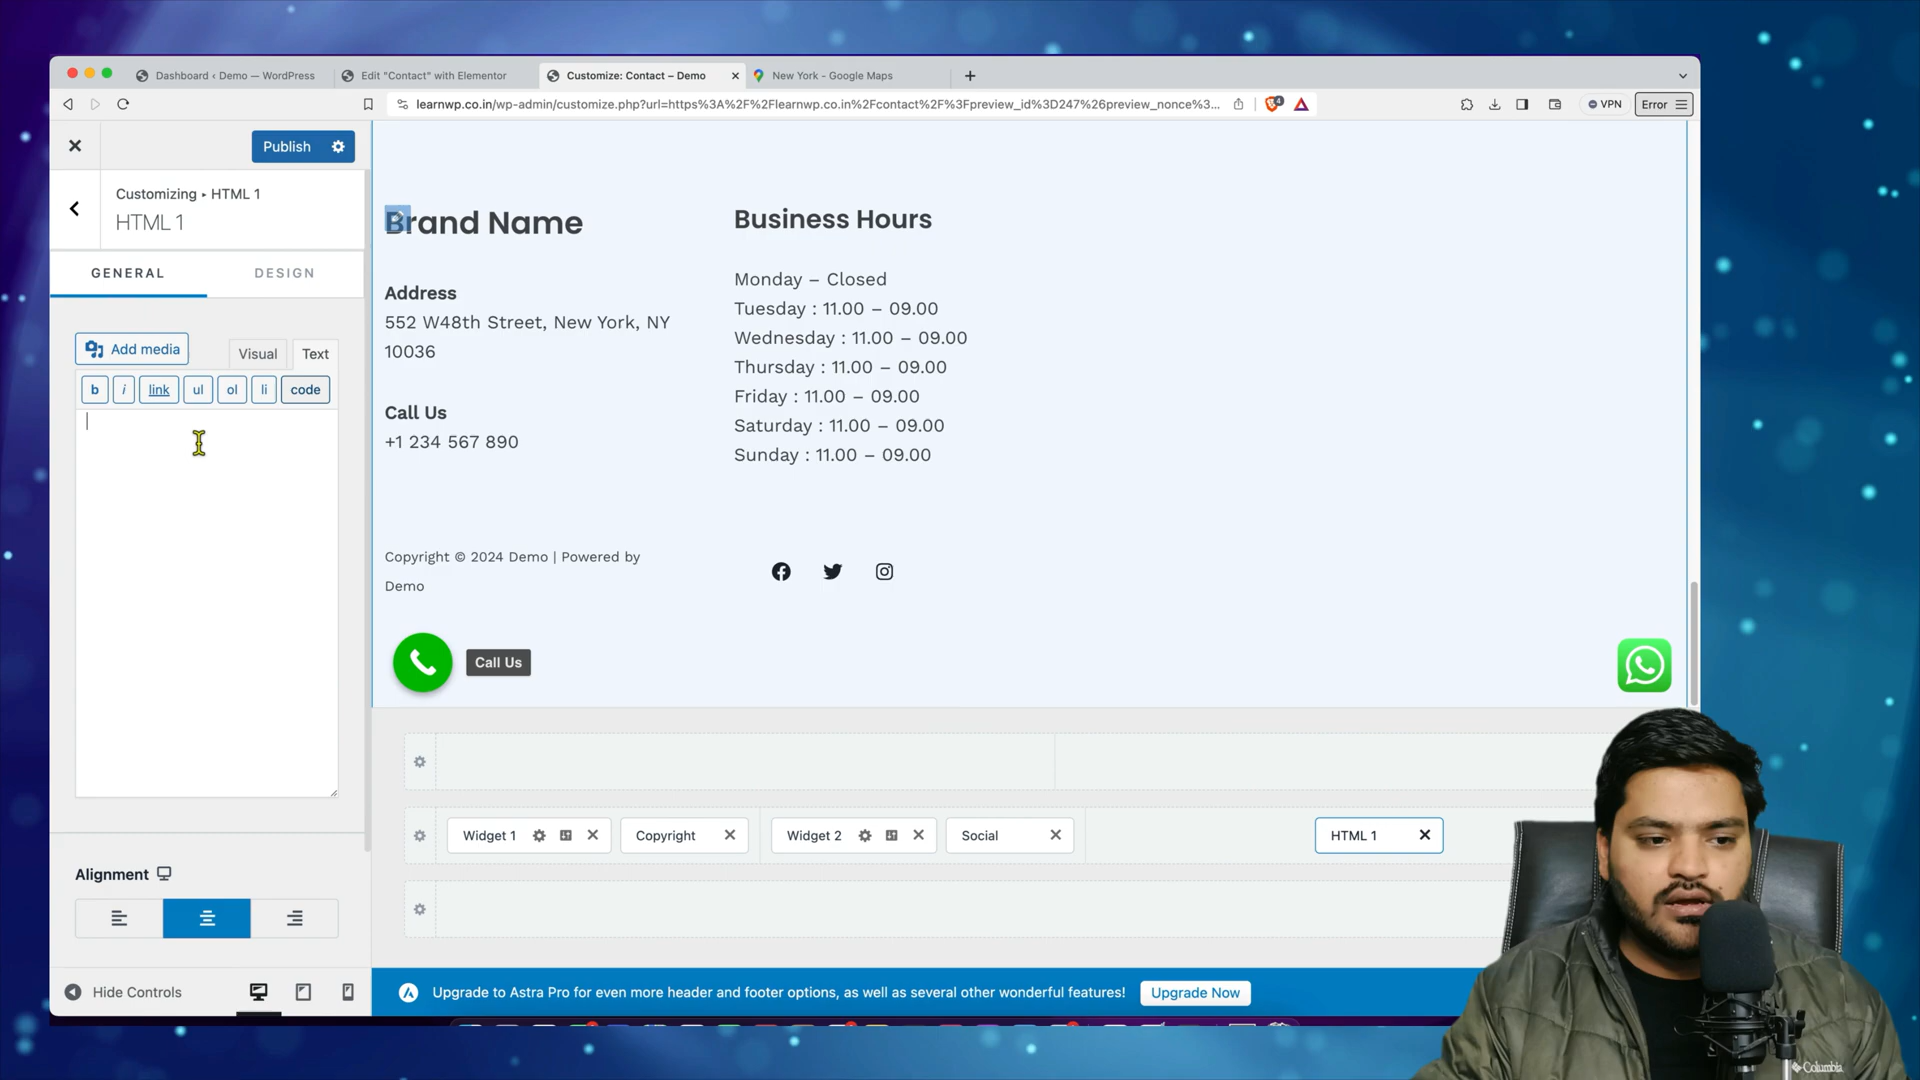 Dashboard ‹ Demo — WordPress
Edit "Contact" with Elementor
Customize: Contact – Demo
New York - Google Maps
learnwp.co.in/wp-admin/customize.php?url=https%3A%2F%2Flearnwp.co.in%2Fcontact%2F%3Fpreview_id%3D247%26preview_nonce%3...
4
VPN
Error
Publish
Customizing ▸ HTML 1
HTML 1
GENERAL
DESIGN
Add media
Visual
Text
b
i
link
ul
ol
li
code
Alignment
Hide Controls
Brand Name
Address
552 W48th Street, New York, NY
10036
Call Us
+1 234 567 890
Business Hours
Monday – Closed
Tuesday : 11.00 – 09.00
Wednesday : 11.00 – 09.00
Thursday : 11.00 – 09.00
Friday : 11.00 – 09.00
Saturday : 11.00 – 09.00
Sunday : 11.00 – 09.00
Copyright © 2024 Demo | Powered by
Demo
Call Us
Widget 1
Copyright
Widget 2
Social
HTML 1
Upgrade to Astra Pro for even more header and footer options, as well as several other wonderful features!
Upgrade Now
Columbia